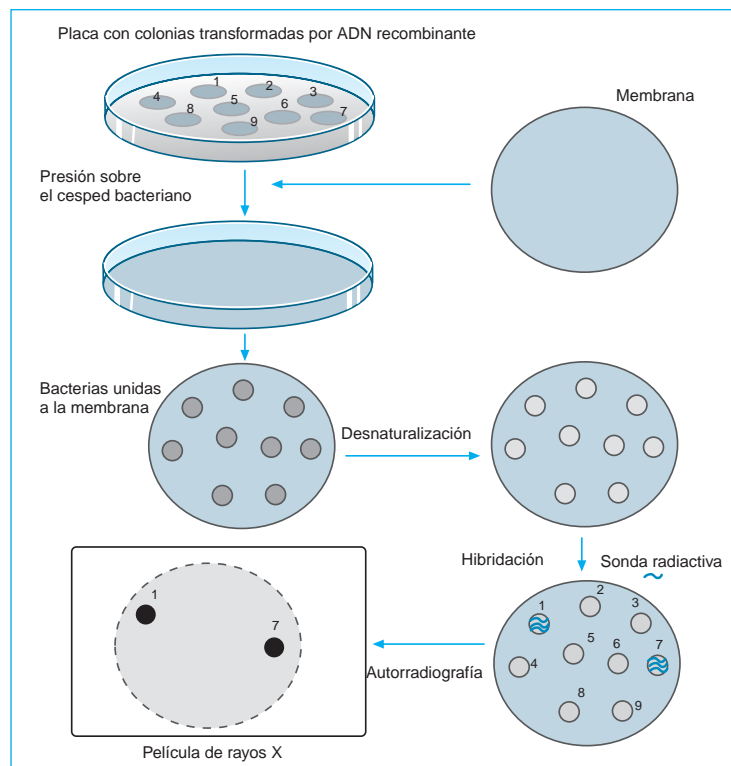 Placa con colonias transformadas por ADN recombinante
1
2
3
4
5
6
7
8
9
Membrana
Presión sobre
el cesped bacteriano
Bacterias unidas
a la membrana
Desnaturalización
Hibridación
Sonda radiactiva
1
2
3
4
5
6
7
8
9
Autorradiografía
1
7
Película de rayos X